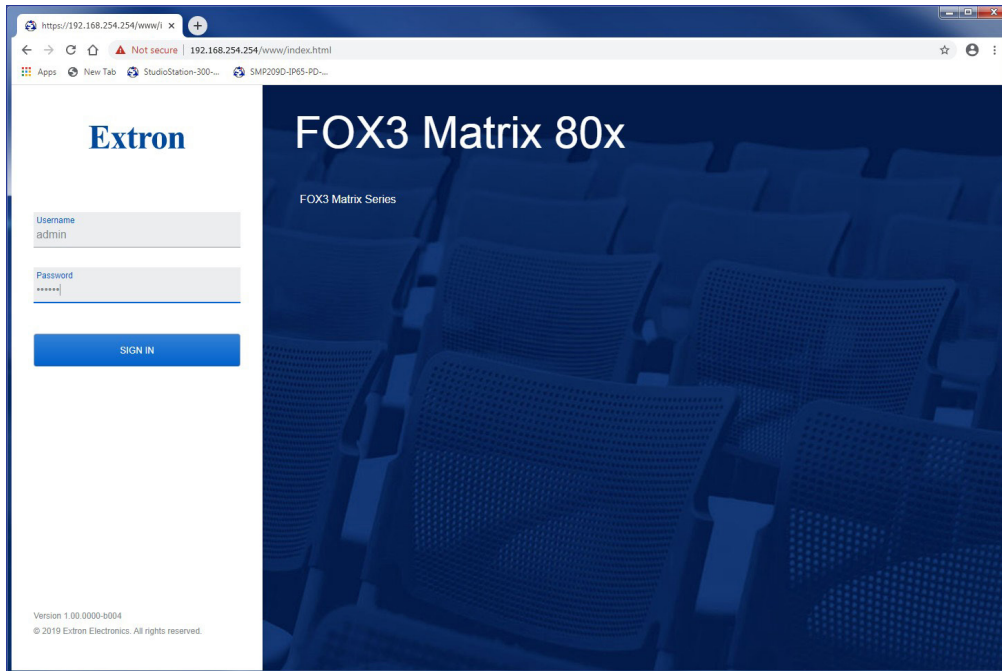 https://192.168.254.254/www/i
Not secure | 192.168.254.254/www/index.html
Apps New Tab StudioStation-300-... SMP209D-IP65-PD-...
Extron
FOX3 Matrix 80x
FOX3 Matrix Series
Username
admin
Password
••••••
SIGN IN
Version 1.00.0000-b004
© 2019 Extron Electronics. All rights reserved.